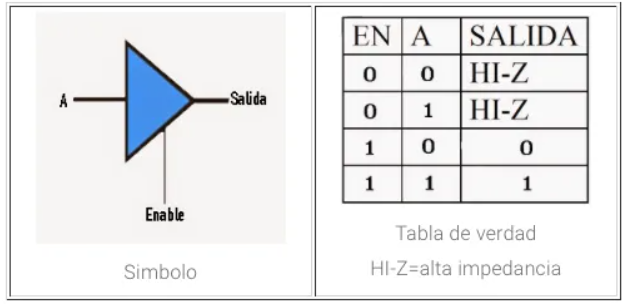 A
Salida
Enable
Simbolo
EN A SALIDA
0 0 HI-Z
0 1 HI-Z
1 0 0
1 1 1
Tabla de verdad
HI-Z=alta impedancia